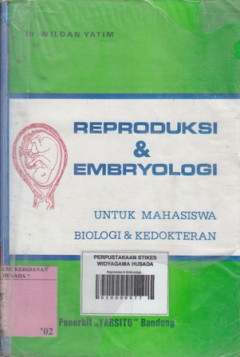 WILDAN YATIM
REPRODUKSI
&
EMBRYOLOGI
UNTUK MAHASISWA
BIOLOGI & KEDOKTERAN
PERPUSTAKAAN STIKES
WIDYAGAMA HUSADA
'02
Penerbit "TARSITO" Bandung